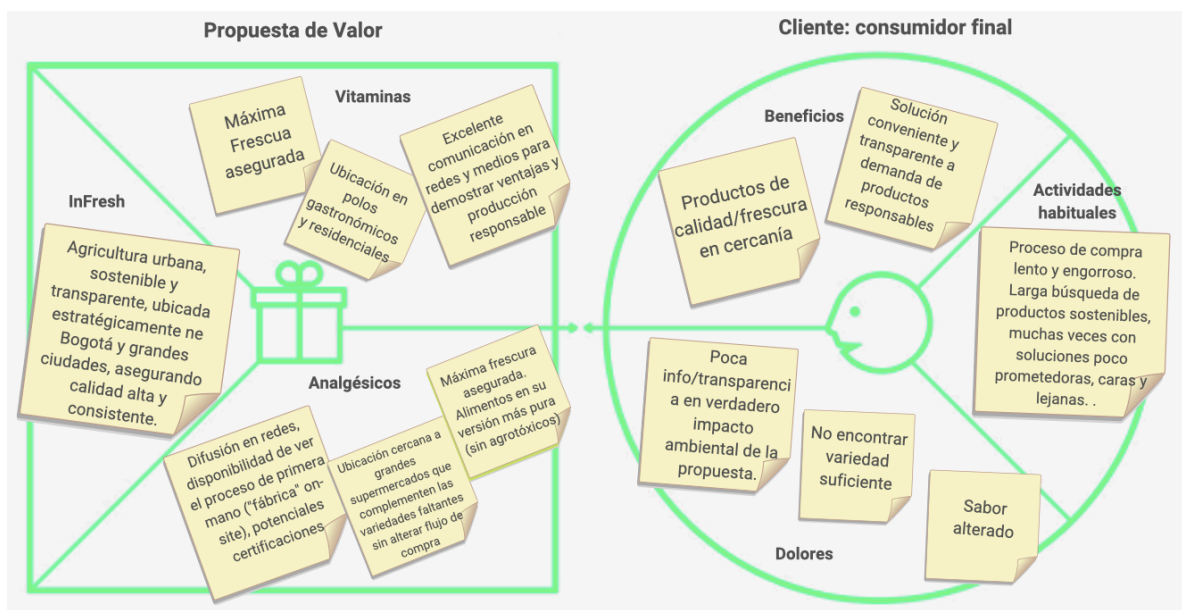 Propuesta de Valor
Vitaminas
Máxima
Frescua
asegurada
Ubicación en
polos
gastronómicos
y residenciales
Excelente
comunicación en
redes y medios para
demostrar ventajas y
producción
responsable
InFresh
Agricultura urbana,
sostenible y
transparente, ubicada
estratégicamente ne
Bogotá y grandes
ciudades, asegurando
calidad alta y
consistente.
Analgésicos
Difusión en redes,
disponibilidad de ver
el proceso de primera
mano ("fábrica" on-
site), potenciales
certificaciones
Ubicación cercana a
grandes
supermercados que
complementen las
variedades faltantes
sin alterar flujo de
compra
Máxima frescura
asegurada.
Alimentos en su
versión más pura
(sin agrotóxicos)
Cliente: consumidor final
Beneficios
Productos de
calidad/frescura
en cercanía
Solución
conveniente y
transparente a
demanda de
productos
responsables
Actividades
habituales
Proceso de compra
lento y engorroso.
Larga búsqueda de
productos sostenibles,
muchas veces con
soluciones poco
prometedoras, caras y
lejanas. .
Poca
info/transparenci
a en verdadero
impacto
ambiental de la
propuesta.
No encontrar
variedad
suficiente
Sabor
alterado
Dolores